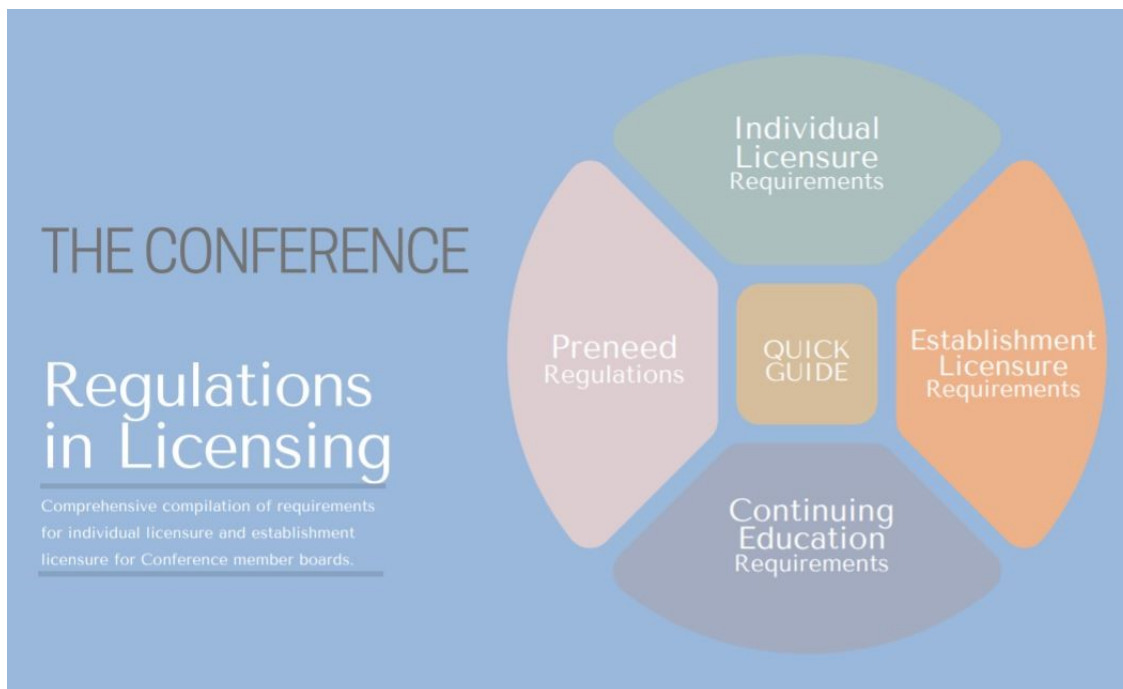 THE CONFERENCE
Regulations
in Licensing
Comprehensive compilation of requirements
for individual licensure and establishment
licensure for Conference member boards.
Individual
Licensure
Requirements
Preneed
Regulations
QUICK
GUIDE
Establishment
Licensure
Requirements
Continuing
Education
Requirements